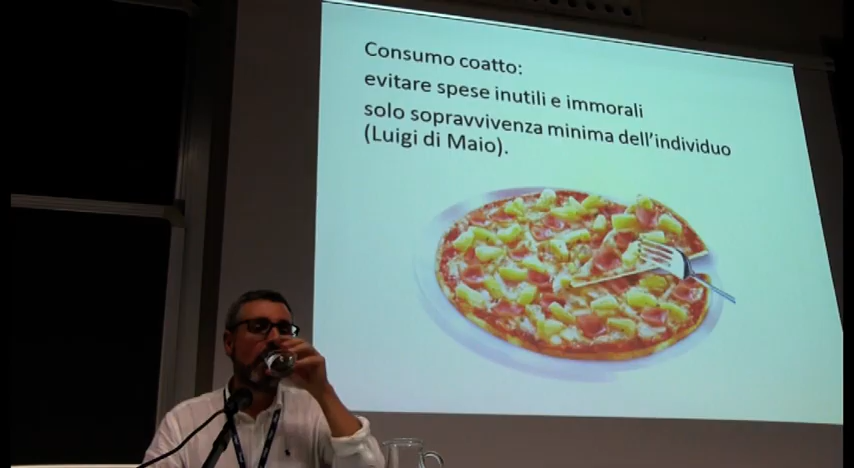 Consumo coatto:
evitare spese inutili e immorali
solo sopravvivenza minima dell'individuo
(Luigi di Maio).